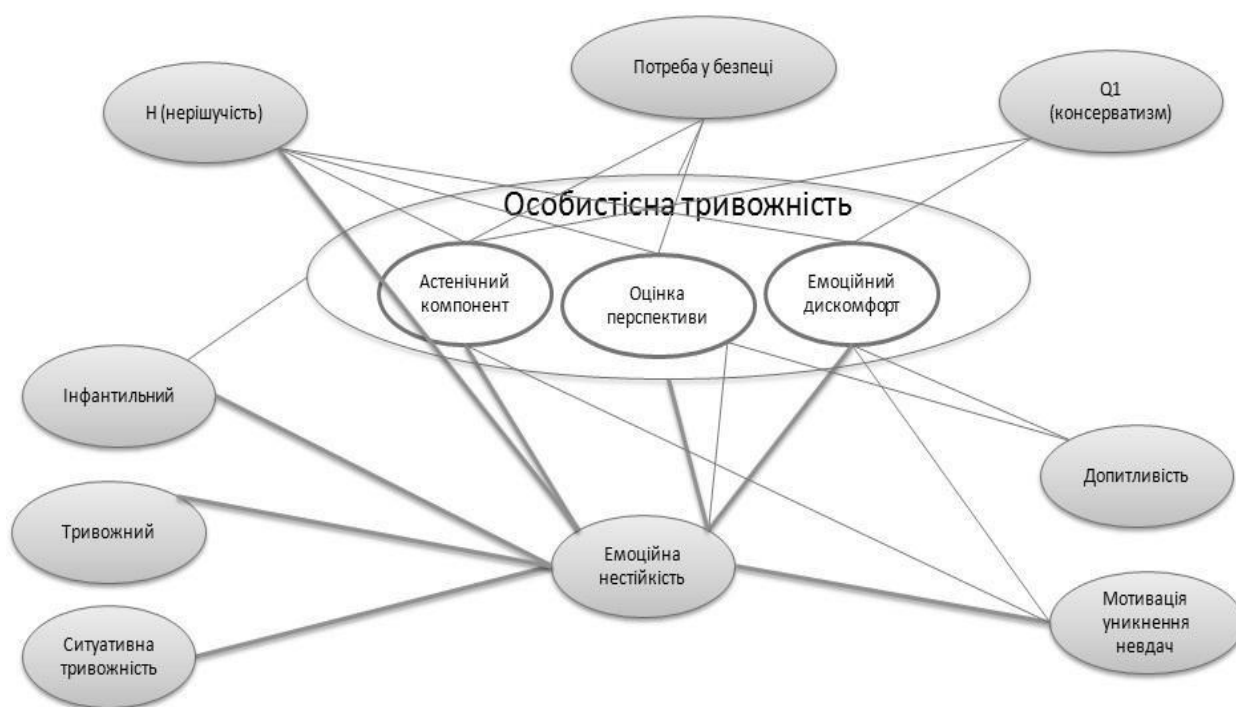 Потреба у безпеці
Н (нерішучість)
Q1
(консерватизм)
Особистісна тривожність
Астенічний
компонент
Оцінка
перспективи
Емоційний
дискомфорт
Інфантильний
Допитливість
Тривожний
Емоційна
нестійкість
Мотивація
уникнення
невдач
Ситуативна
тривожність